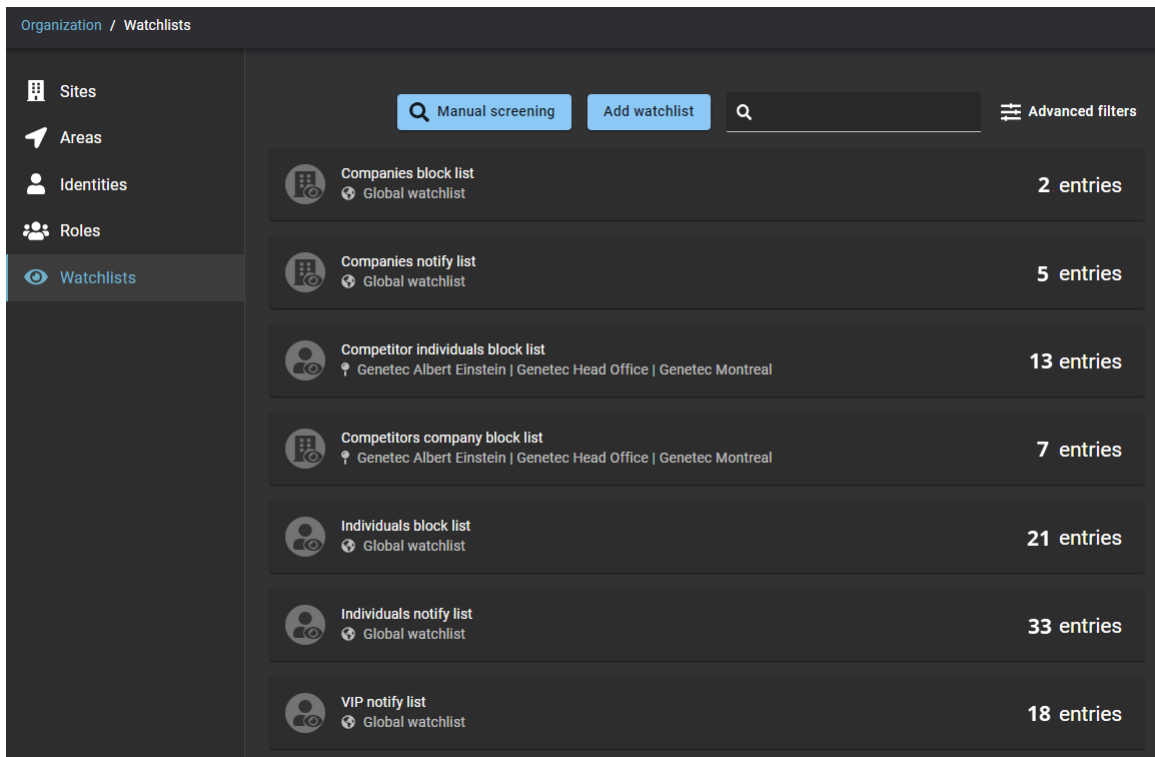 Organization / Watchlists
Sites
Areas
Identities
Roles
Watchlists
Manual screening
Add watchlist
Advanced filters
Companies block list
Global watchlist
2 entries
Companies notify list
Global watchlist
5 entries
Competitor individuals block list
Genetec Albert Einstein | Genetec Head Office | Genetec Montreal
13 entries
Competitors company block list
Genetec Albert Einstein | Genetec Head Office | Genetec Montreal
7 entries
Individuals block list
Global watchlist
21 entries
Individuals notify list
Global watchlist
33 entries
VIP notify list
Global watchlist
18 entries